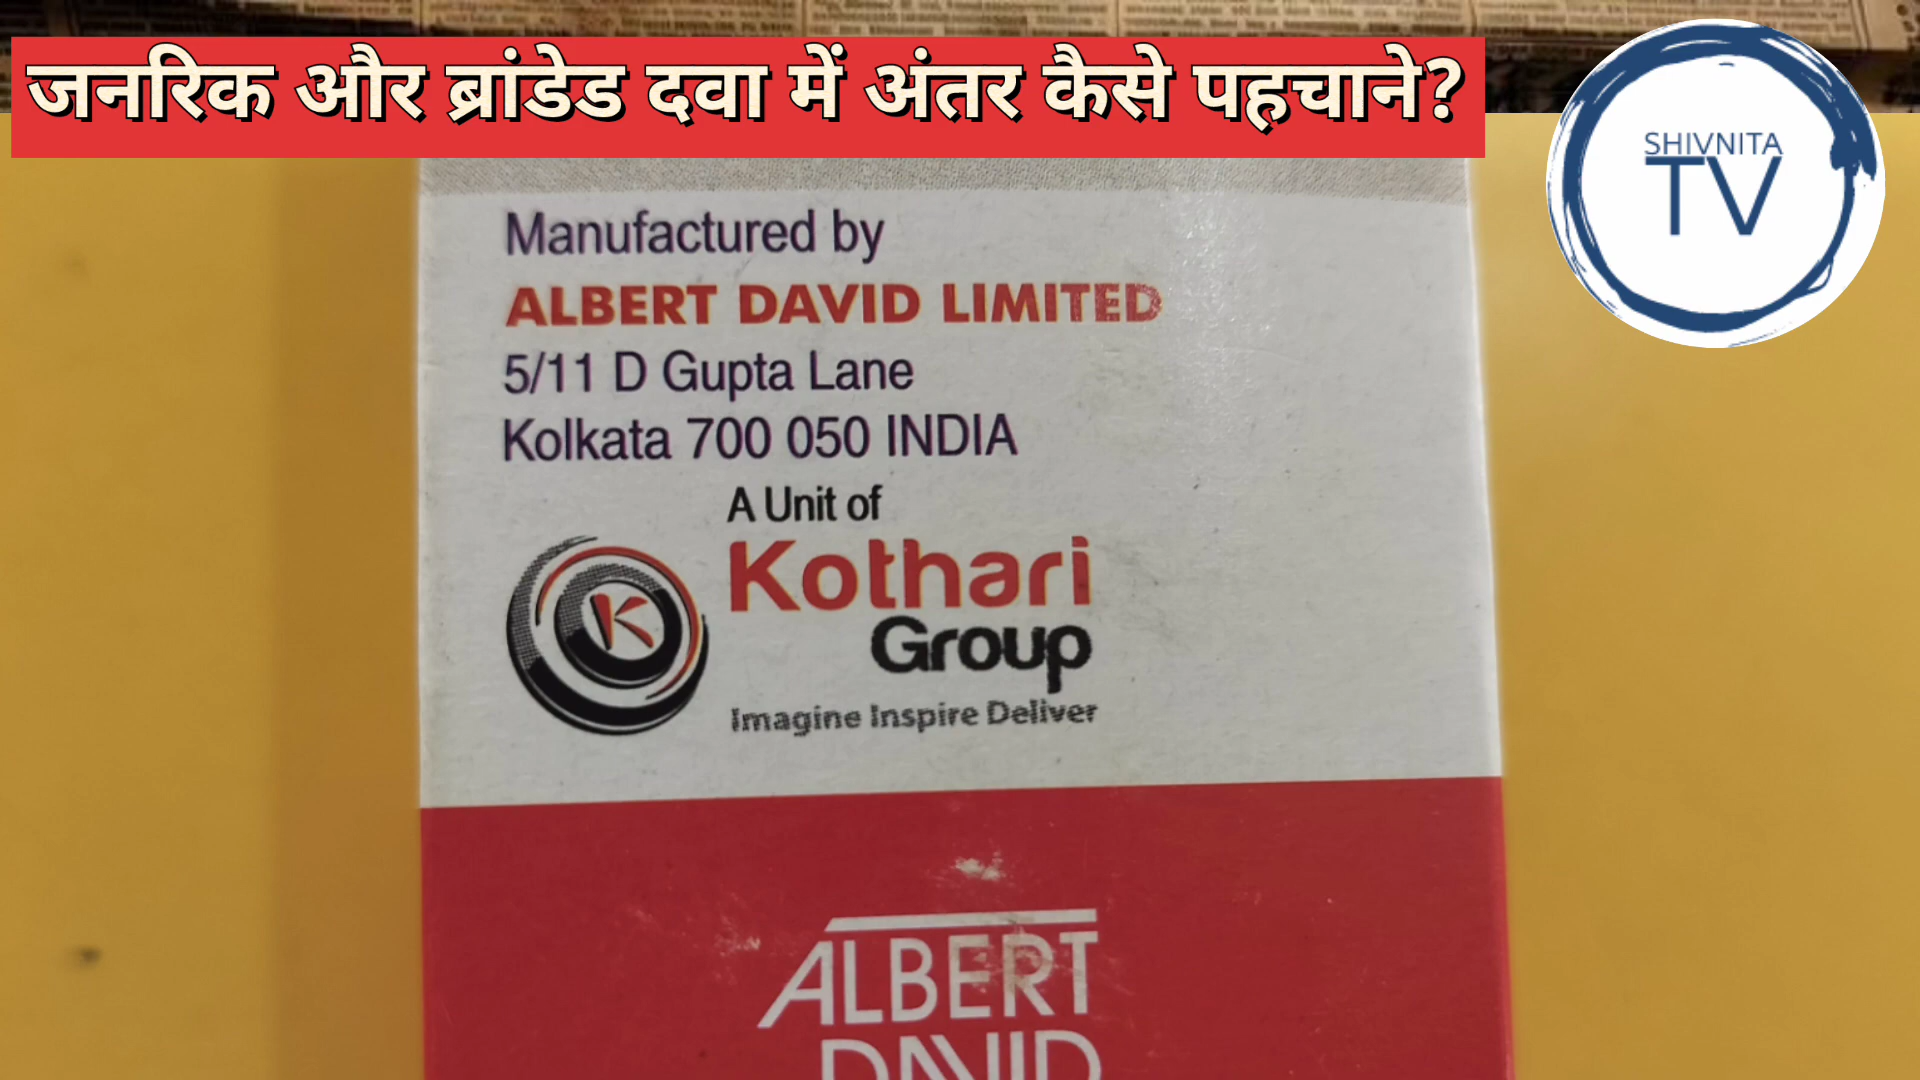 जनरिक और ब्रांडेड दवा में अंतर कैसे पहचाने?
SHIVNITA
TV
Manufactured by
ALBERT DAVID LIMITED
5/11 D Gupta Lane
Kolkata 700 050 INDIA
A Unit of
K
Kothari
Group
Imagine Inspire Deliver
ALBERT
DAVID